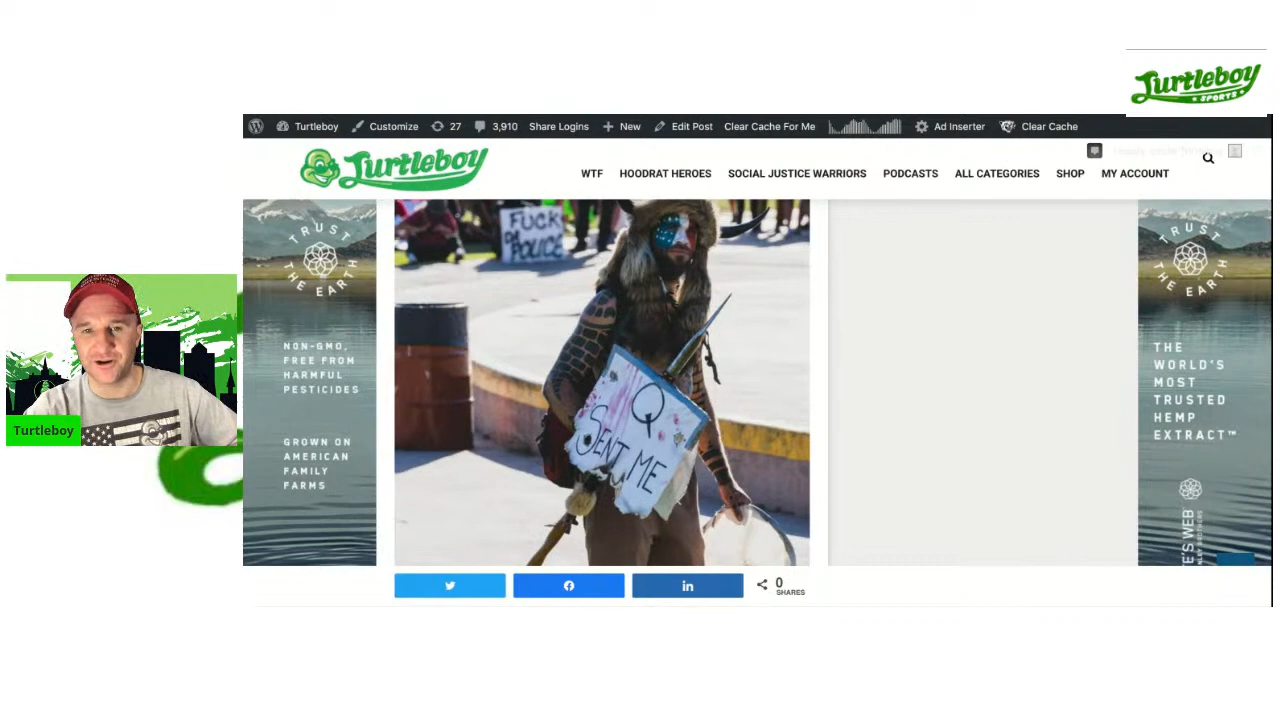 Turtleboy
SPORTS
Turtleboy
Customize
27
3,910
Share Logins
New
Edit Post
Clear Cache For Me
Ad Inserter
Clear Cache
Turtleboy
WTF
HOODRAT HEROES
SOCIAL JUSTICE WARRIORS
PODCASTS
ALL CATEGORIES
SHOP
MY ACCOUNT
TRUST
THE EARTH
NON-GMO,
FREE FROM
HARMFUL
PESTICIDES
GROWN ON
AMERICAN
FAMILY
FARMS
FUCK
DA
POLICE
Q
SENT ME
TRUST
THE EARTH
THE
WORLD'S
MOST
TRUSTED
HEMP
EXTRACT™
E'S WEB
Turtleboy
in
0
SHARES